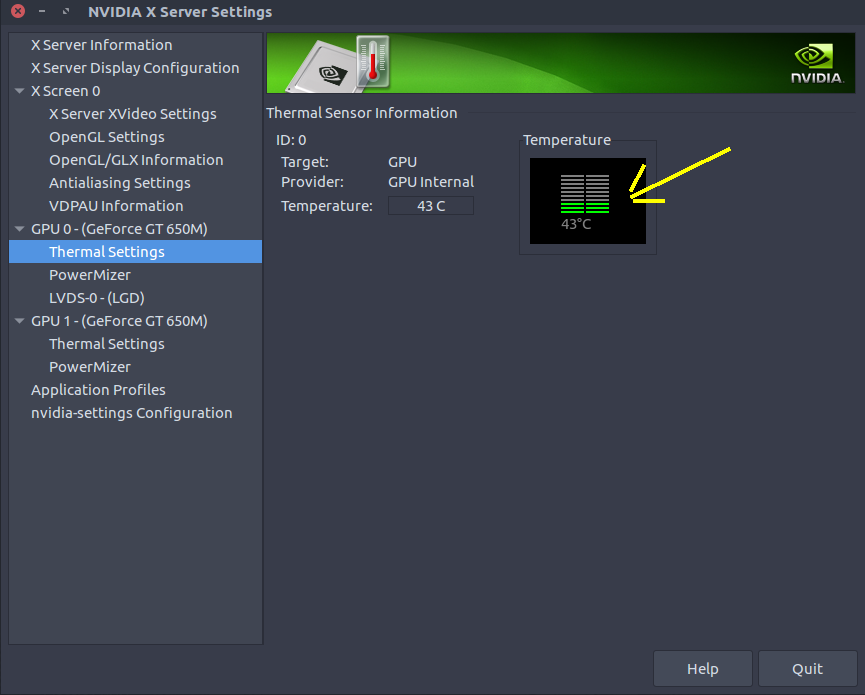 NVIDIA X Server Settings
X Server Information
X Server Display Configuration
X Screen 0
X Server XVideo Settings
OpenGL Settings
OpenGL/GLX Information
Antialiasing Settings
VDPAU Information
GPU 0 - (GeForce GT 650M)
Thermal Settings
PowerMizer
LVDS-0 - (LGD)
GPU 1 - (GeForce GT 650M)
Thermal Settings
PowerMizer
Application Profiles
nvidia-settings Configuration
NVIDIA.
Thermal Sensor Information
ID: 0
Target: GPU
Provider: GPU Internal
Temperature: 43 C
Temperature
43°C
Help
Quit